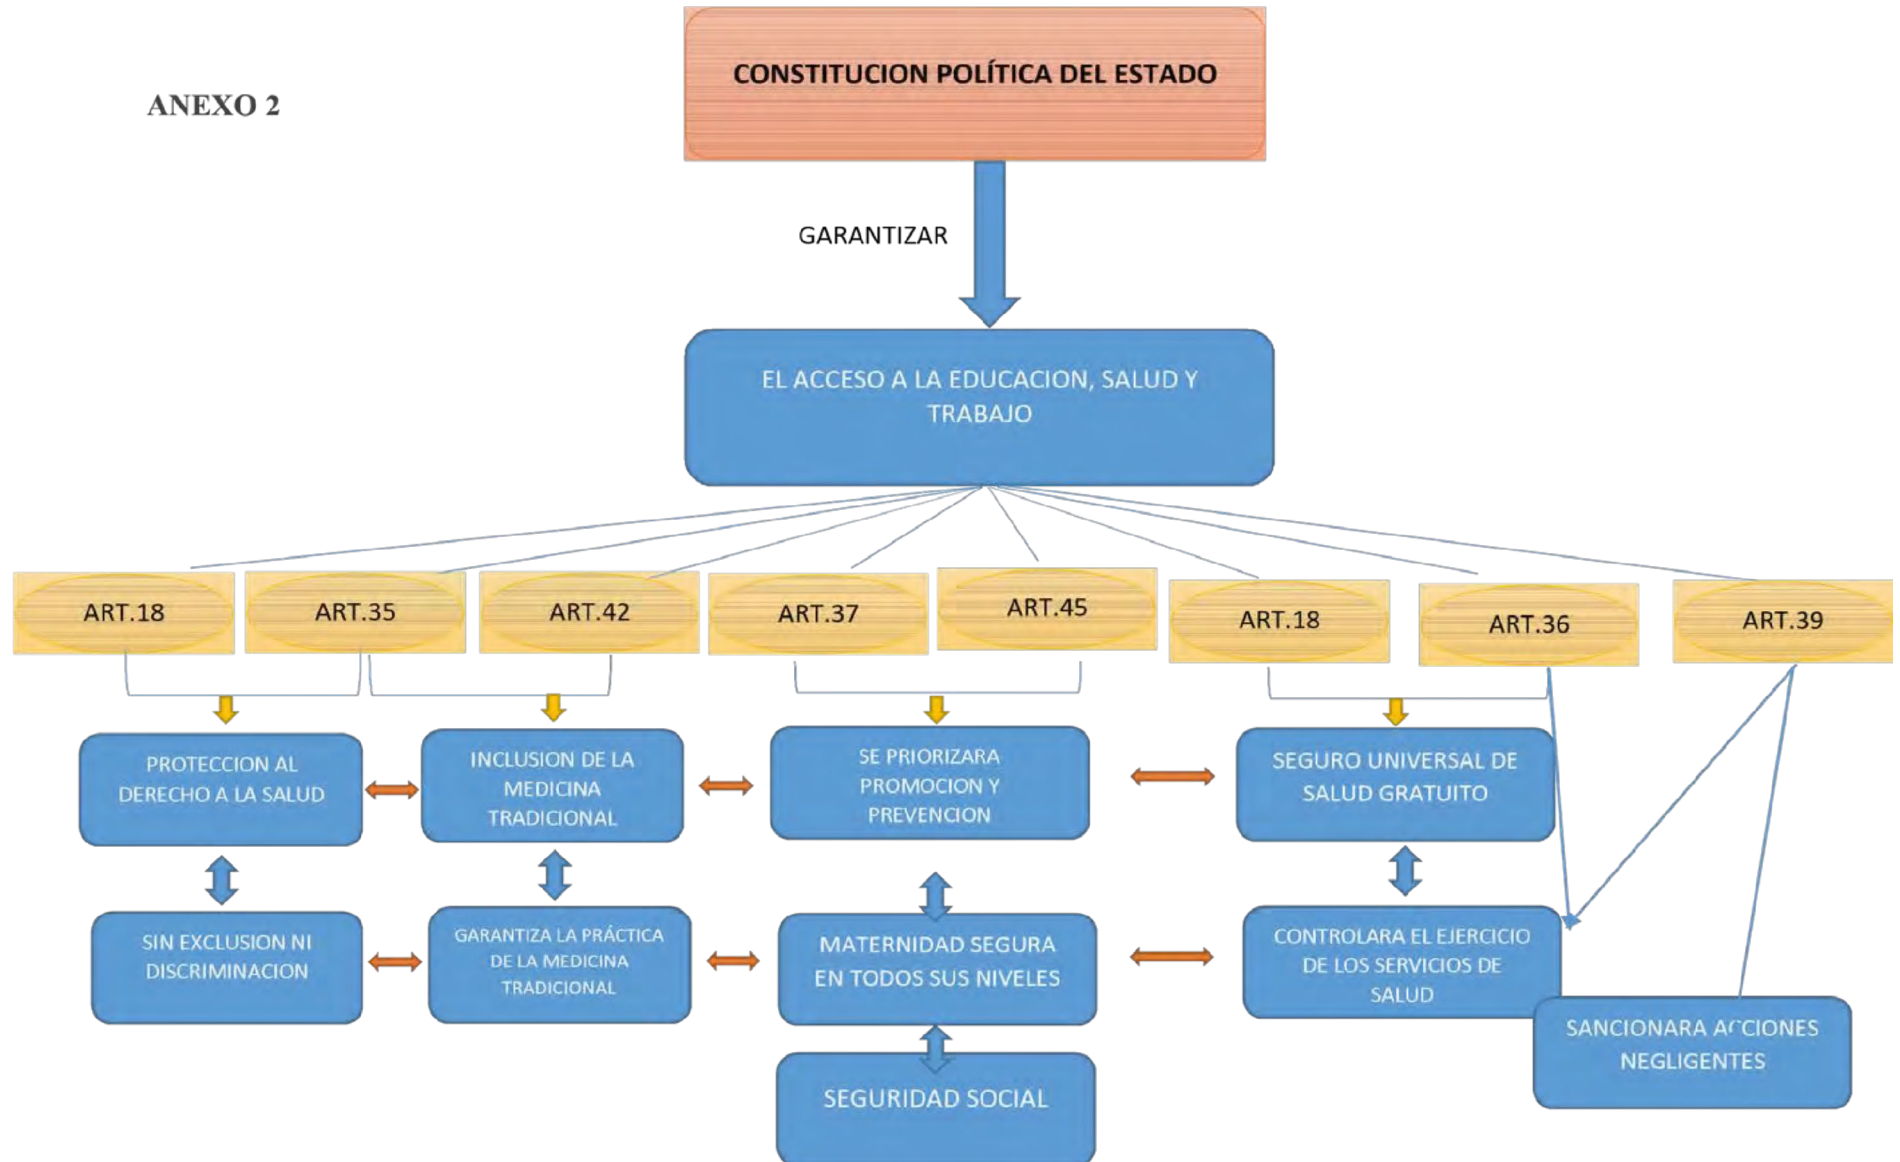 ANEXO 2
CONSTITUCION POLÍTICA DEL ESTADO
GARANTIZAR
EL ACCESO A LA EDUCACION, SALUD Y
TRABAJO
ART.18
ART.35
ART.42
ART.37
ART.45
ART.18
ART.36
ART.39
PROTECCION AL
DERECHO A LA SALUD
INCLUSION DE LA
MEDICINA
TRADICIONAL
SE PRIORIZARA
PROMOCION Y
PREVENCION
SEGURO UNIVERSAL DE
SALUD GRATUITO
SIN EXCLUSION NI
DISCRIMINACION
GARANTIZA LA PRÁCTICA
DE LA MEDICINA
TRADICIONAL
MATERNIDAD SEGURA
EN TODOS SUS NIVELES
CONTROLARA EL EJERCICIO
DE LOS SERVICIOS DE
SALUD
SANCIONARA ACCIONES
NEGLIGENTES
SEGURIDAD SOCIAL